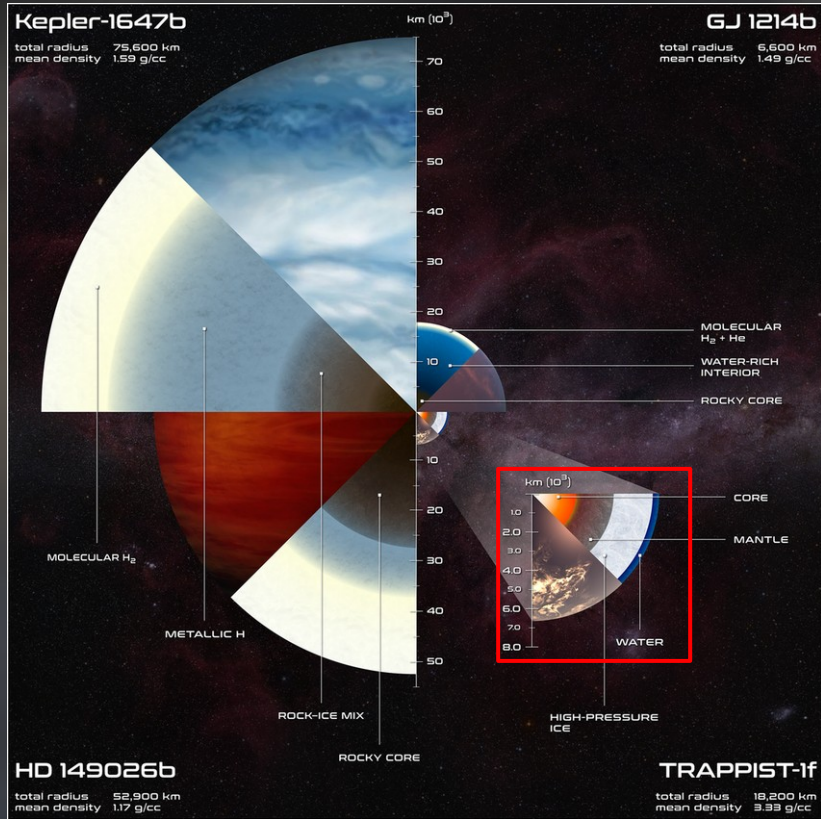 Kepler-1647b
total radius 75,600 km
mean density 1.59 g/cc
km (10³)
GJ 1214b
total radius 6,600 km
mean density 1.49 g/cc
70
60
50
40
30
20
10
10
20
30
40
50
MOLECULAR
H₂ + He
WATER-RICH
INTERIOR
ROCKY CORE
km (10³)
1.0
2.0
3.0
4.0
5.0
6.0
7.0
8.0
CORE
MANTLE
WATER
HIGH-PRESSURE
ICE
MOLECULAR H₂
METALLIC H
ROCK-ICE MIX
ROCKY CORE
HD 149026b
total radius 52,900 km
mean density 1.17 g/cc
TRAPPIST-1f
total radius 18,200 km
mean density 3.33 g/cc